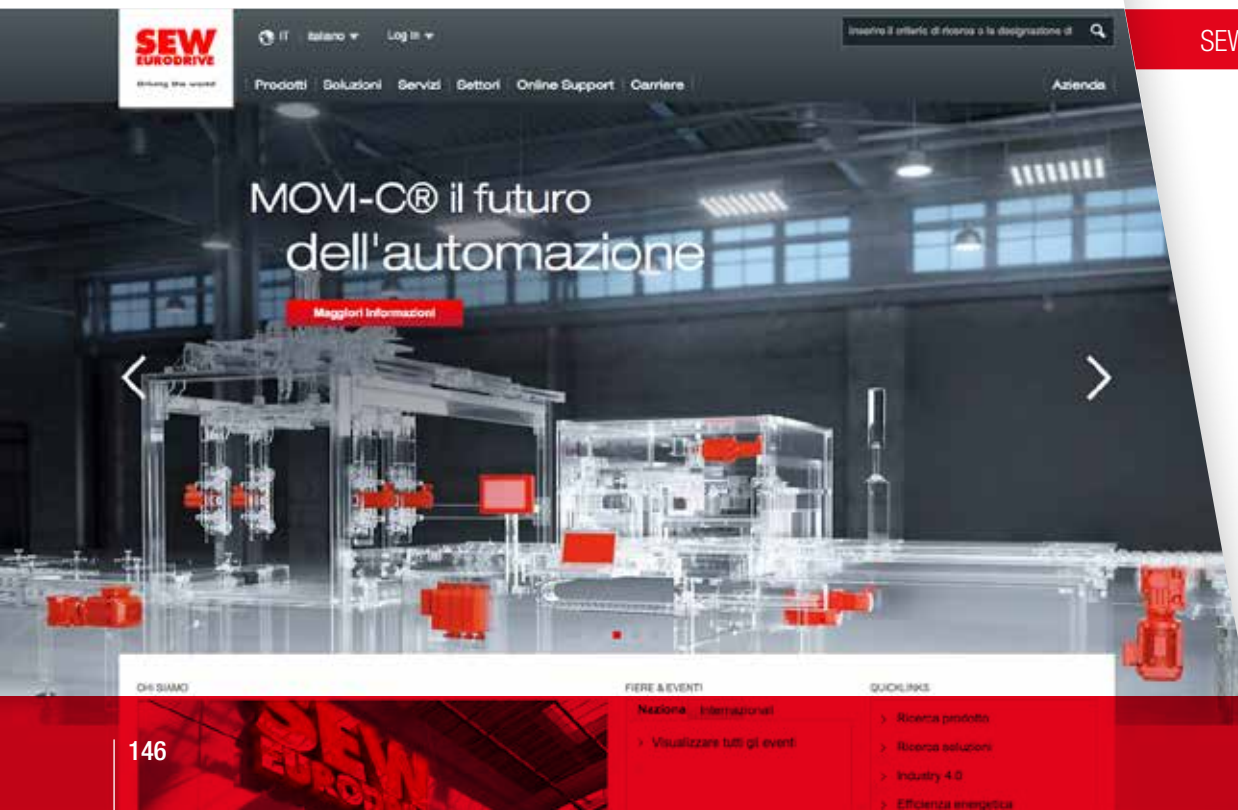 SEW
EURODRIVE
Driving the world
IT italiano Log in
Inserire il criterio di ricerca o la designazione di
SEW
Prodotti Soluzioni Servizi Settori Online Support Carriere
Azienda
MOVI-C® il futuro
dell'automazione
Maggiori informazioni
CHI SIAMO
FIERE & EVENTI
QUICKLINKS
Nazionali Internazionali
> Visualizzare tutti gli eventi
> Ricerca prodotto
> Ricerca soluzioni
> Industry 4.0
> Efficienza energetica
SEW
EURODRIVE
146